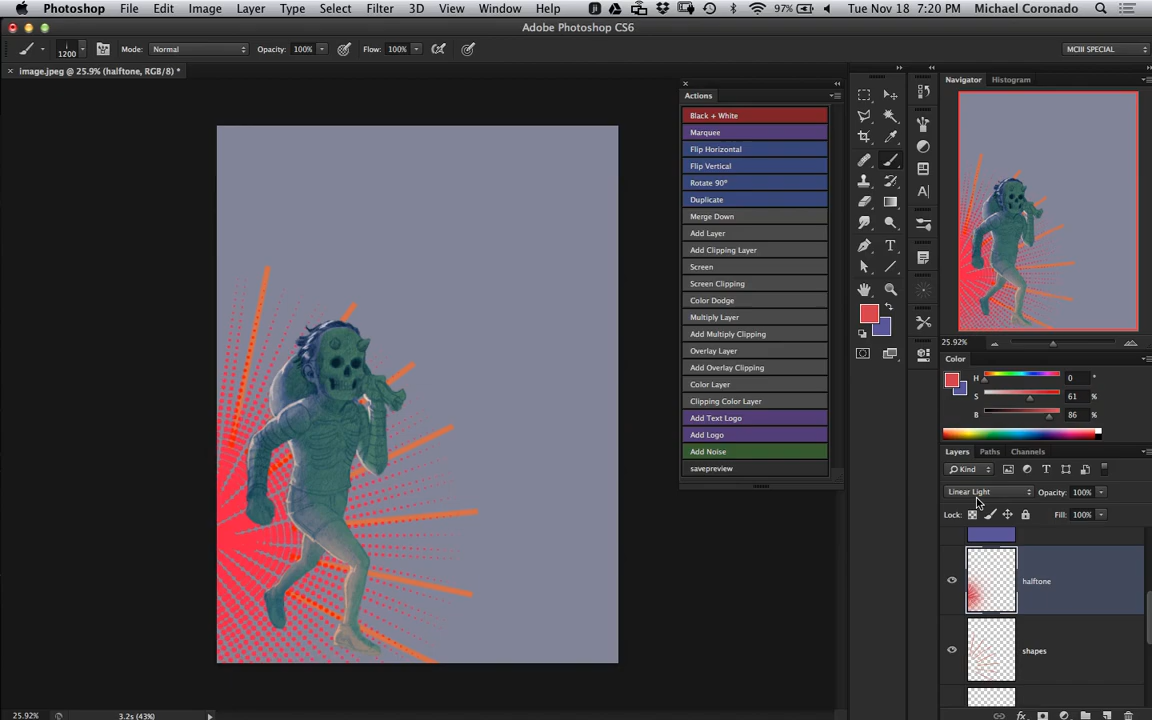 Photoshop File Edit Image Layer Type Select Filter 3D View Window Help 97% Tue Nov 18 7:20 PM Michael Coronado
Adobe Photoshop CS6
1200 Mode: Normal Opacity: 100% Flow: 100% MCIII SPECIAL
× image.jpeg @ 25.9% (halftone, RGB/8) *
Actions
Black + White
Marquee
Flip Horizontal
Flip Vertical
Rotate 90º
Duplicate
Merge Down
Add Layer
Add Clipping Layer
Screen
Screen Clipping
Color Dodge
Multiply Layer
Add Multiply Clipping
Overlay Layer
Add Overlay Clipping
Color Layer
Clipping Color Layer
Add Text Logo
Add Logo
Add Noise
savepreview
Navigator Histogram
25.92%
Color
H 0 °
S 61 %
B 86 %
Layers Paths Channels
Kind
Linear Light Opacity: 100%
Lock: Fill: 100%
halftone
shapes
25.92% 3.2s (43%)